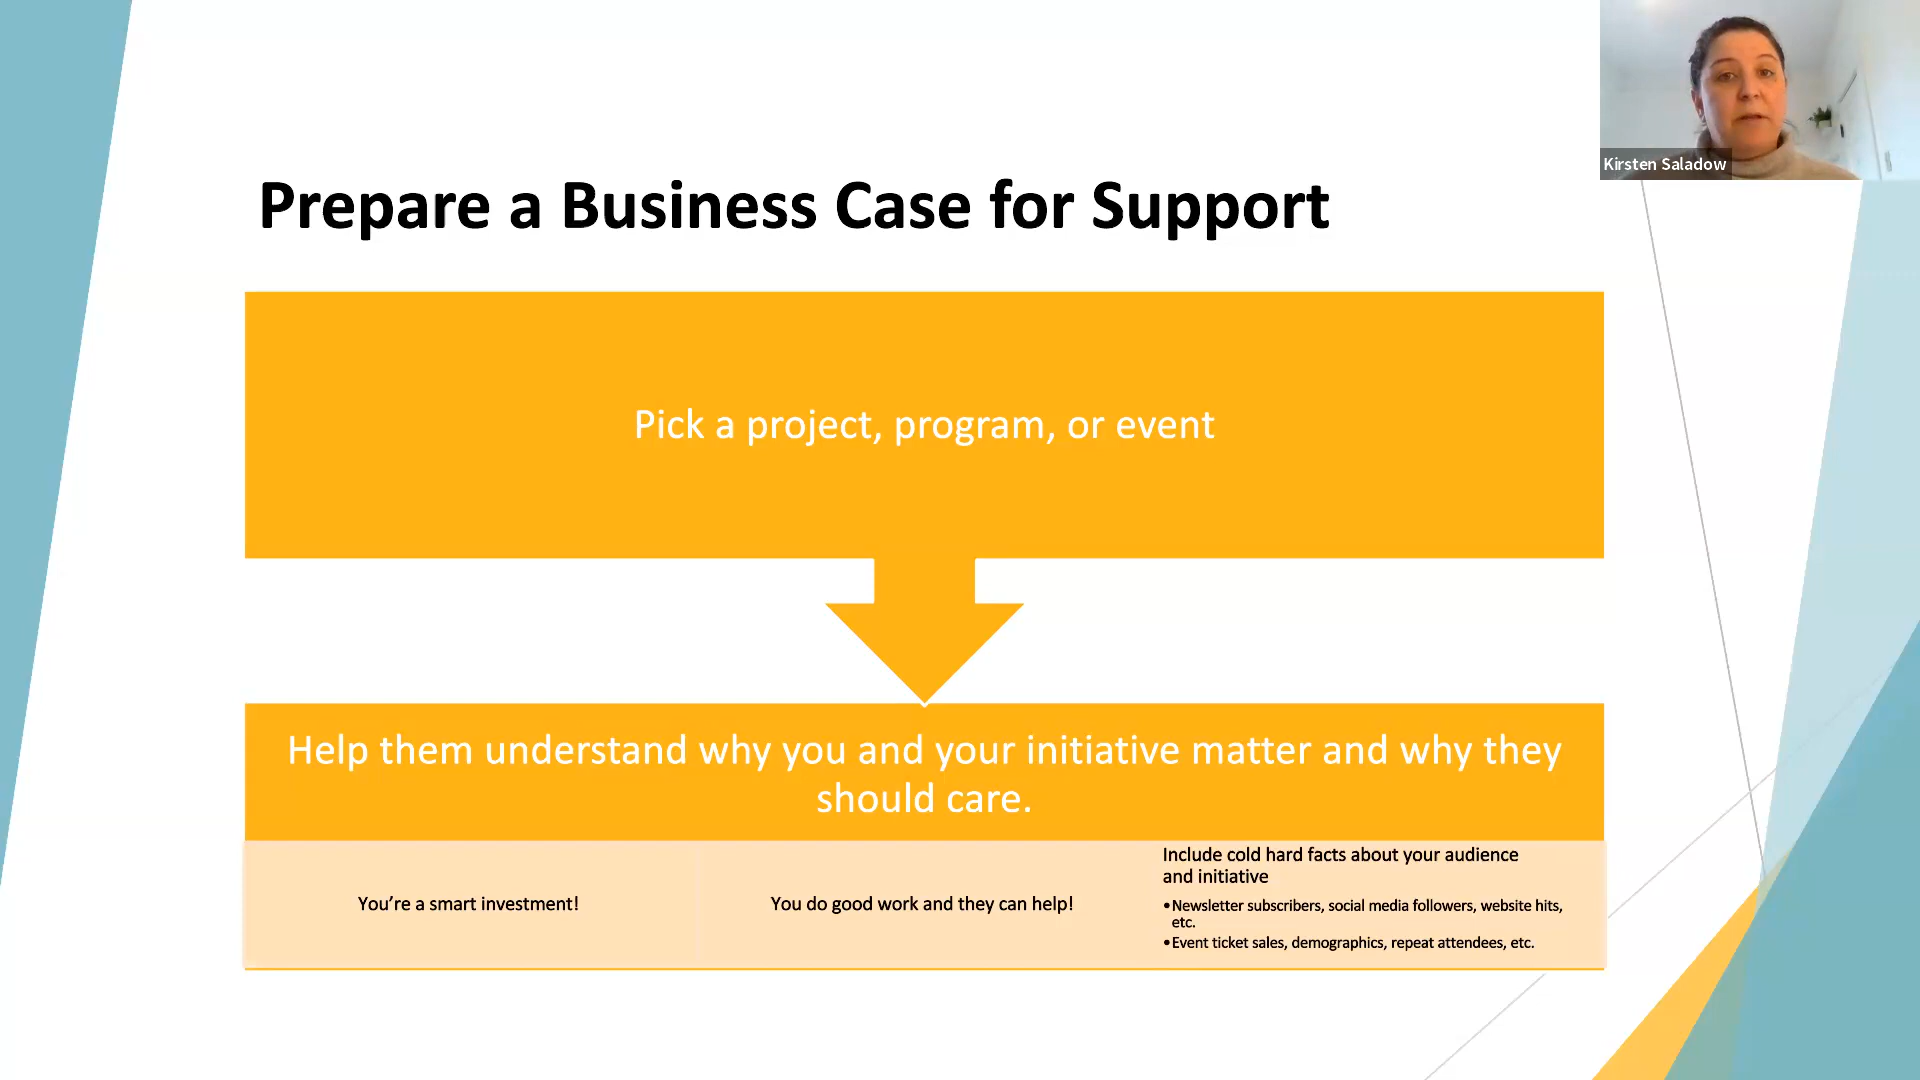 Kirsten Saladow
Prepare a Business Case for Support
Pick a project, program, or event
Help them understand why you and your initiative matter and why they
should care.
You’re a smart investment!
You do good work and they can help!
Include cold hard facts about your audience
and initiative
•Newsletter subscribers, social media followers, website hits,
etc.
•Event ticket sales, demographics, repeat attendees, etc.